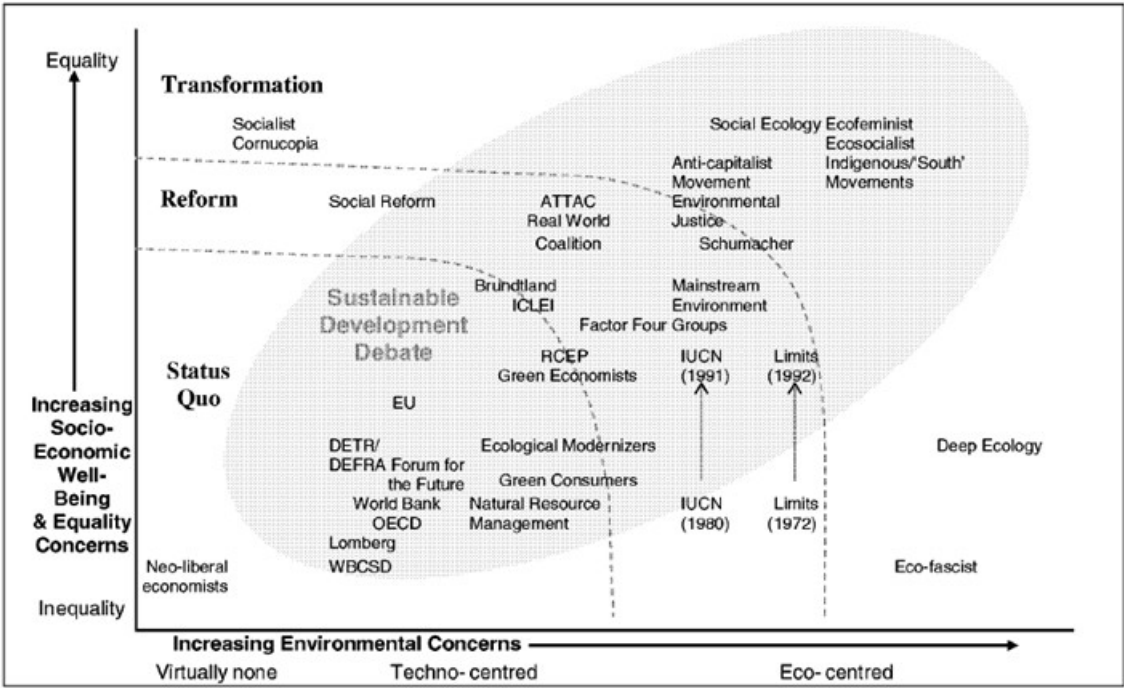 Equality
Transformation
Socialist
Cornucopia
Social Ecology Ecofeminist
Ecosocialist
Indigenous/'South'
Movements
Anti-capitalist
Movement
Environmental
Justice
Reform
Social Reform
ATTAC
Real World
Coalition
Schumacher
Brundtland
ICLEI
Mainstream
Environment
Sustainable
Development
Debate
Factor Four Groups
RCEP
Green Economists
IUCN
(1991)
Limits
(1992)
Status
Quo
EU
Increasing
Socio-
Economic
Well-
Being
& Equality
Concerns
DETR/
DEFRA Forum for
the Future
Ecological Modernizers
Green Consumers
Deep Ecology
World Bank
OECD
Natural Resource
Management
IUCN
(1980)
Limits
(1972)
Lomberg
WBCSD
Neo-liberal
economists
Eco-fascist
Inequality
Increasing Environmental Concerns
Virtually none
Techno- centred
Eco- centred